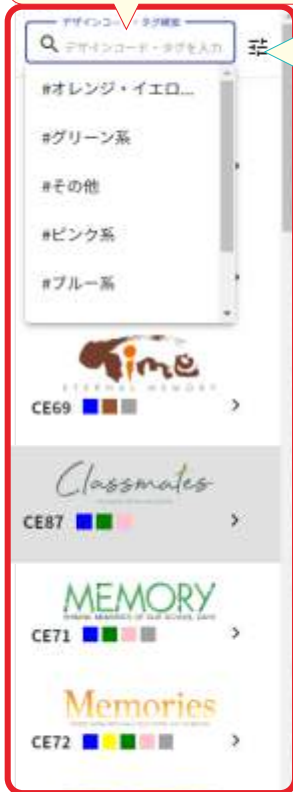 デザインコード・タグ検索
デザインコード・タグを入力
#オレンジ・イエロ...
#グリーン系
#その他
#ピンク系
#ブルー系
Time
ETERNAL MEMORY
CE69
Classmates
CE87
MEMORY
CE71
Memories
CE72